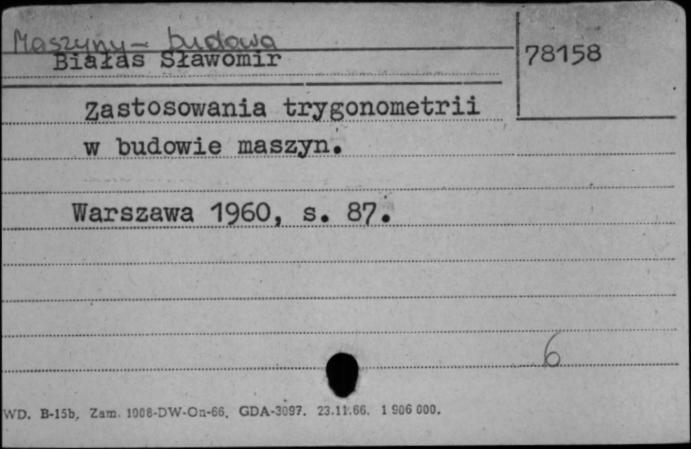 Maszyny – budowa
Białas Sławomir
78158
Zastosowania trygonometrii
w budowie maszyn.
Warszawa 1960, s. 87.
6
WD. B-15b, Zam. 1008-DW-On-66, GDA-3097. 23.11.66. 1 906 000.